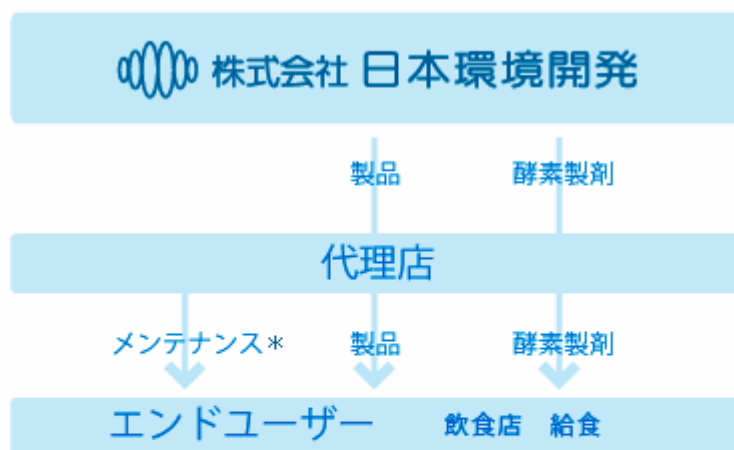 株式会社 日本環境開発
製品 酵素製剤
代理店
メンテナンス* 製品 酵素製剤
エンドユーザー 飲食店 給食